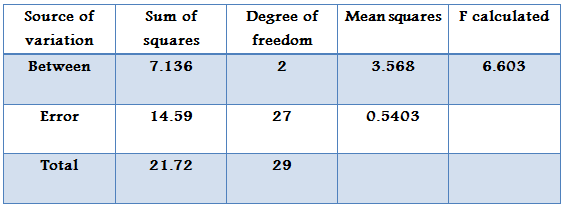 Source of variation Sum of squares Degree of freedom Mean squares F calculated
Between 7.136 2 3.568 6.603
Error 14.59 27 0.5403
Total 21.72 29